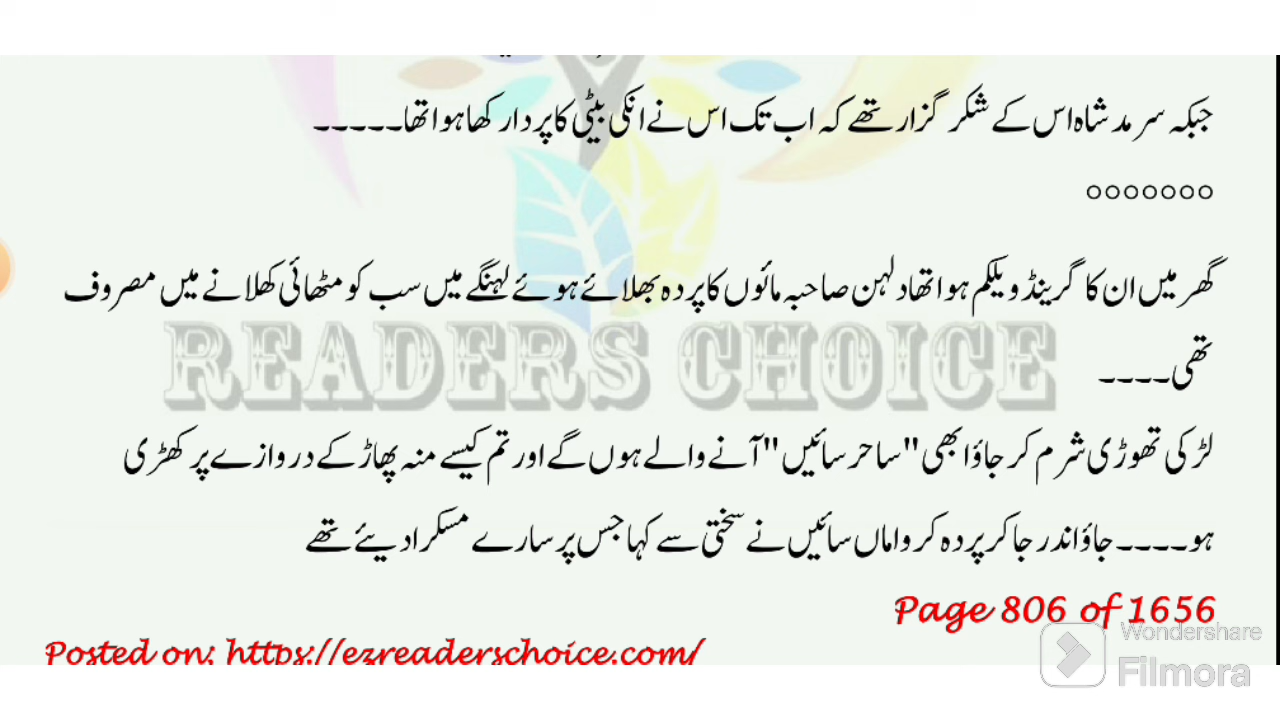 جبکہ سرمد شاہ اس کے شکر گزار تھے کہ اب تک اس نے انکی بیٹی کا پردا رکھا ہوا تھا۔۔۔۔۔
○○○○○○○
گھر میں ان کا گرینڈ ویلکم ہوا تھا دلہن صاحبہ مائوں کا پردہ بھلائے ہوئے لہنگے میں سب کو مٹھائی کھلانے میں مصروف
تھی۔۔۔۔
READERS CHOICE
لڑکی تھوڑی شرم کر جاؤ ابھی "ساحر سائیں" آنے والے ہوں گے اور تم کیسے منہ پھاڑ کے دروازے پر کھڑی
ہو۔۔۔۔ جاؤ اندر جا کر پردہ کرو اماں سائیں نے سختی سے کہا جس پر سارے مسکرا دیئے تھے
Page 806 of 1656
Posted on: https://ezreaderschoice.com/
Wondershare
Filmora